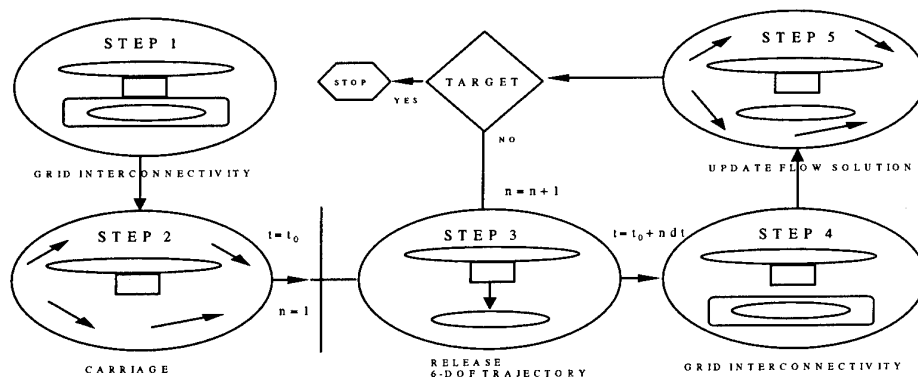 STEP 1
GRID INTERCONNECTIVITY
STEP 2
t=t0
n=1
CARRIAGE
STOP
YES
TARGET
NO
n=n+1
STEP 3
RELEASE
6-DOF TRAJECTORY
t=t0+ndt
STEP 4
GRID INTERCONNECTIVITY
STEP 5
UPDATE FLOW SOLUTION